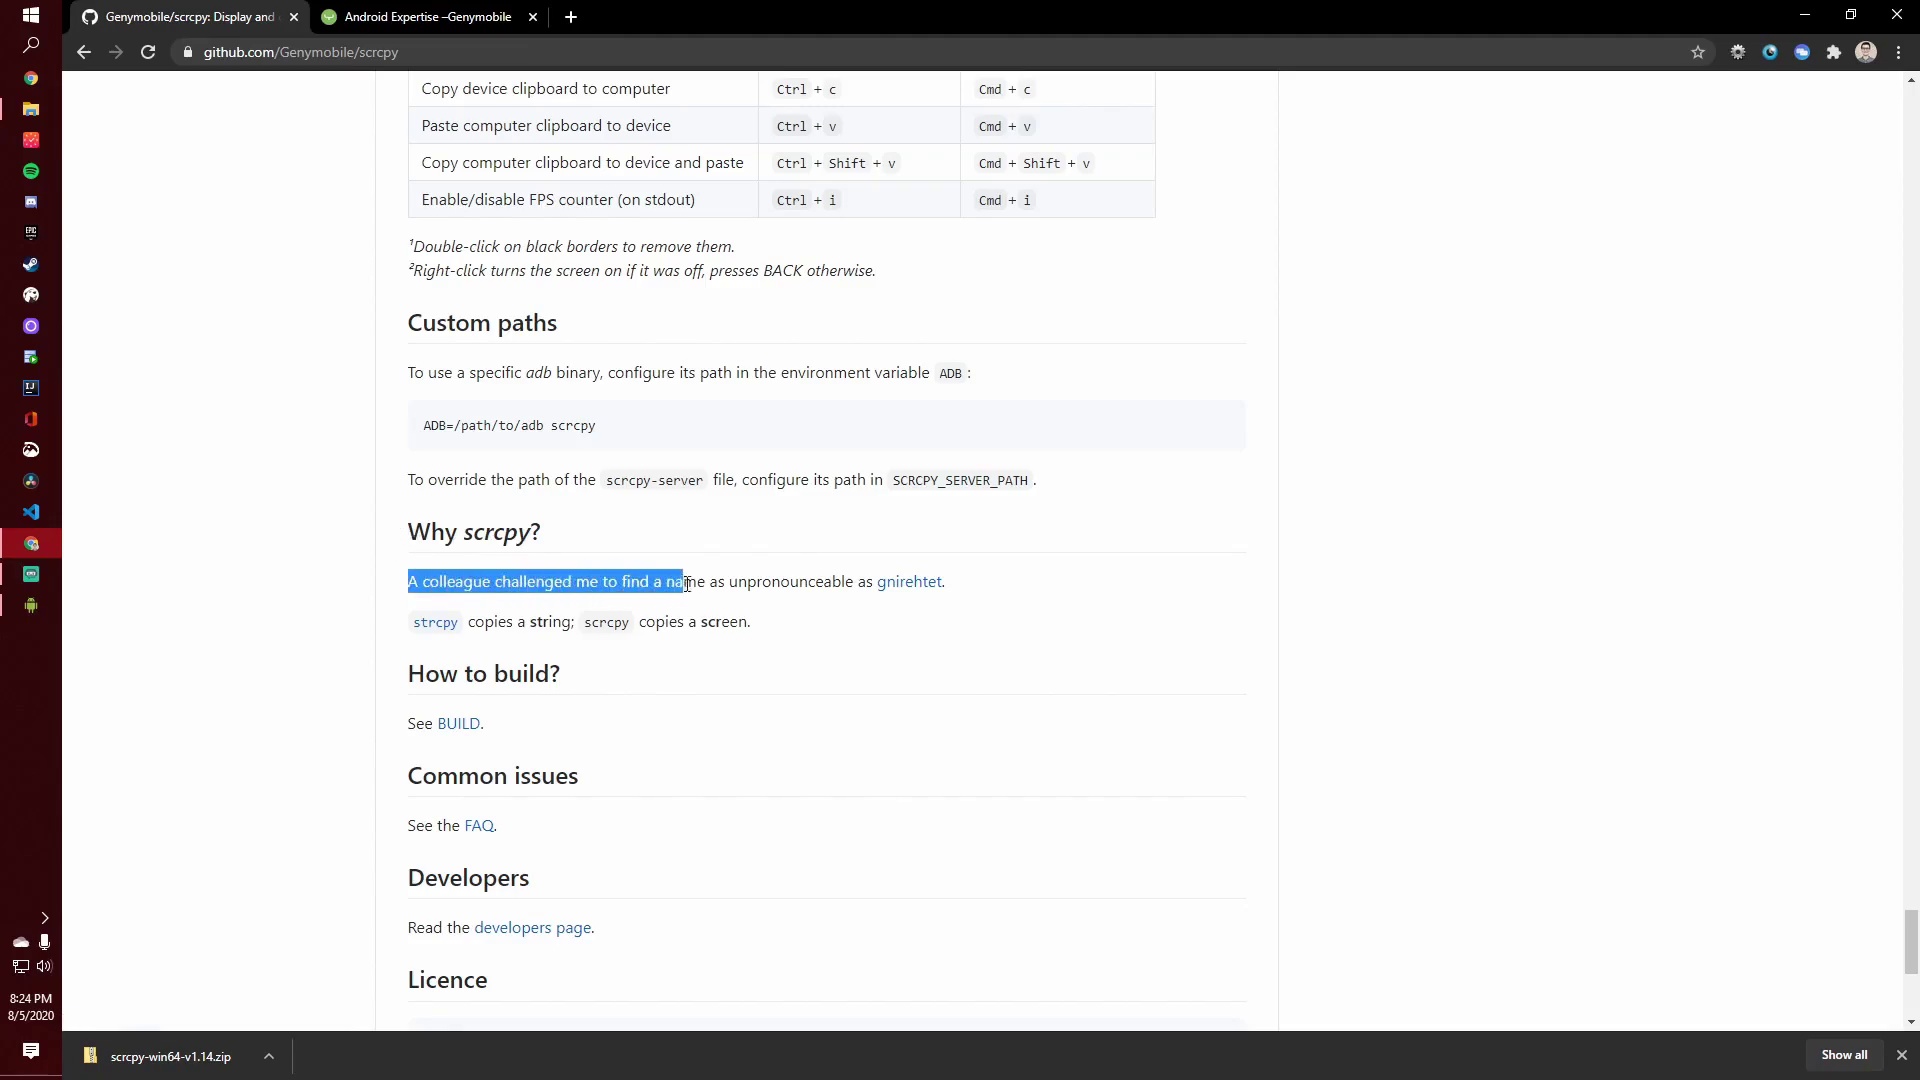 Genymobile/scrcpy: Display and
Android Expertise –Genymobile
github.com/Genymobile/scrcpy
Copy device clipboard to computer Ctrl + c Cmd + c
Paste computer clipboard to device Ctrl + v Cmd + v
Copy computer clipboard to device and paste Ctrl + Shift + v Cmd + Shift + v
Enable/disable FPS counter (on stdout) Ctrl + i Cmd + i
¹Double-click on black borders to remove them.
²Right-click turns the screen on if it was off, presses BACK otherwise.
Custom paths
To use a specific adb binary, configure its path in the environment variable ADB :
ADB=/path/to/adb scrcpy
To override the path of the scrcpy-server file, configure its path in SCRCPY_SERVER_PATH .
Why scrcpy?
A colleague challenged me to find a name as unpronounceable as gnirehtet.
strcpy copies a string; scrcpy copies a screen.
How to build?
See BUILD.
Common issues
See the FAQ.
Developers
Read the developers page.
Licence
EPIC
IJ
8:24 PM
8/5/2020
scrcpy-win64-v1.14.zip
Show all